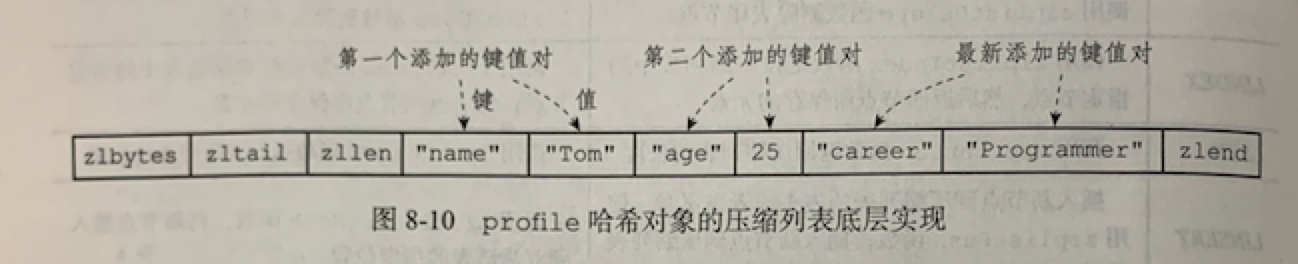 第一个添加的键值对 第二个添加的键值对 最新添加的键值对
键 值
zlbytes zltail zllen "name" "Tom" "age" 25 "career" "Programmer" zlend
图 8-10 profile 哈希对象的压缩列表底层实现